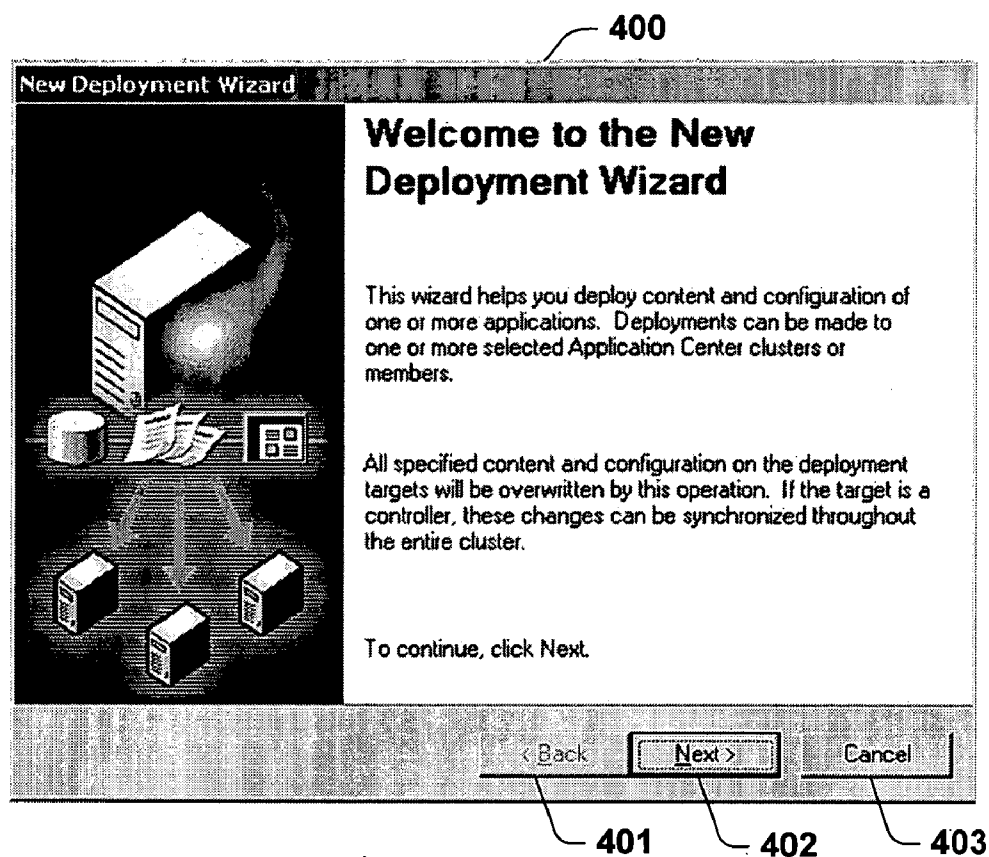 400
New Deployment Wizard
Welcome to the New
Deployment Wizard
This wizard helps you deploy content and configuration of
one or more applications. Deployments can be made to
one or more selected Application Center clusters or
members.
All specified content and configuration on the deployment
targets will be overwritten by this operation. If the target is a
controller, these changes can be synchronized throughout
the entire cluster.
To continue, click Next.
< Back
Next >
Cancel
401
402
403